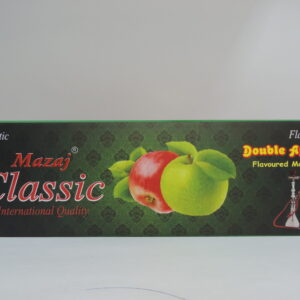 Mazaj®
Classic
International Quality
Double
Flavoured